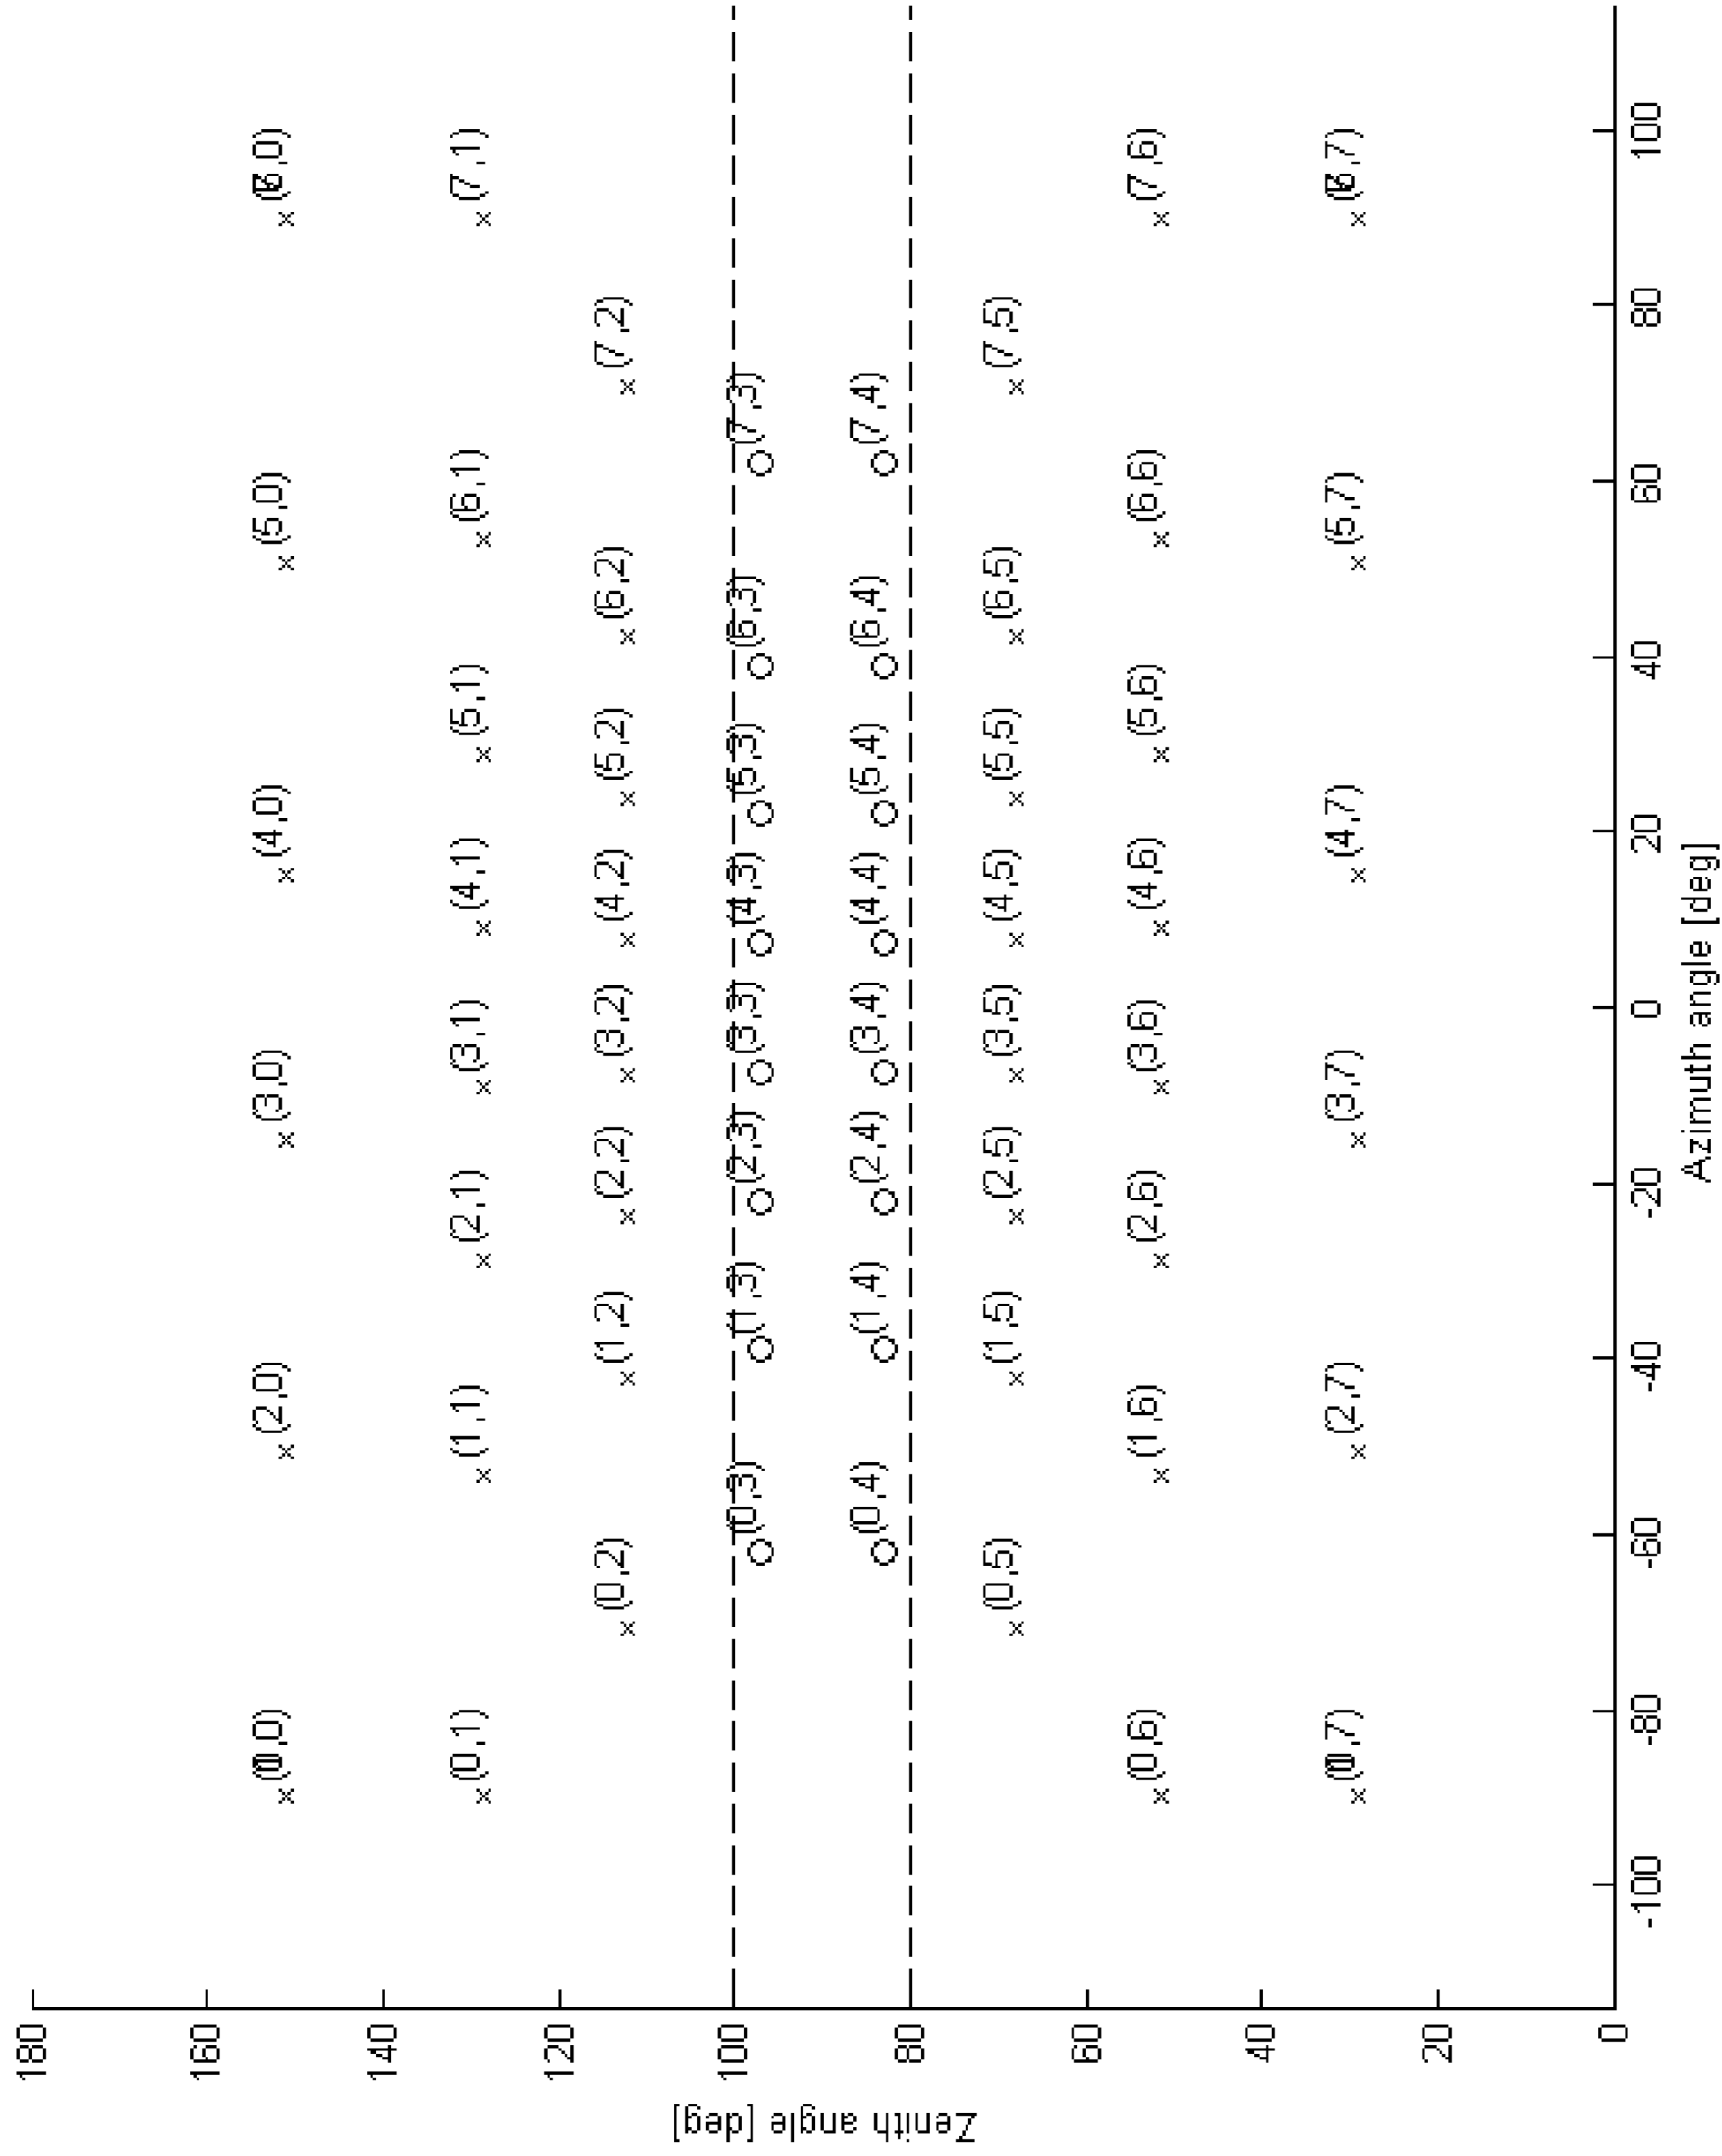 180
(2,0) (3,0) (4,0) (5,0)
160
140
(0,1) (1,1) (2,1) (3,1) (4,1) (5,1) (6,1) (7,1)
120
(0,2) (1,2) (2,2) (3,2) (4,2) (5,2) (6,2) (7,2)
100
(0,3) (1,3) (2,3) (3,3) (4,3) (5,3) (6,3) (7,3)
(0,4) (1,4) (2,4) (3,4) (4,4) (5,4) (6,4) (7,4)
80
(0,5) (1,5) (2,5) (3,5) (4,5) (5,5) (6,5) (7,5)
60
(0,6) (1,6) (2,6) (3,6) (4,6) (5,6) (6,6) (7,6)
40
(2,7) (3,7) (4,7) (5,7)
20
0
Zenith angle [deg]
-100 -80 -60 -40 -20 0 20 40 60 80 100
Azimuth angle [deg]